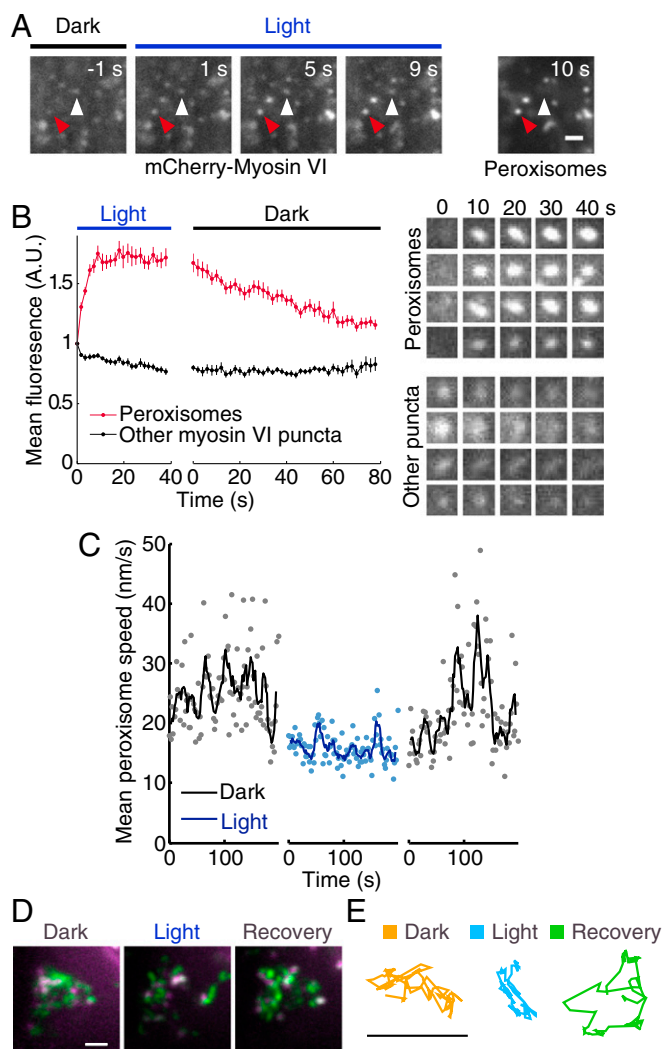 A
Dark
Light
-1 s
1 s
5 s
9 s
10 s
mCherry-Myosin VI
Peroxisomes
B
Light
Dark
Mean fluoresence (A.U.)
1.5
1
0.5
0
Peroxisomes
Other myosin VI puncta
0
20
40
0
20
40
60
80
Time (s)
0
10
20
30
40 s
Peroxisomes
Other puncta
C
Mean peroxisome speed (nm/s)
50
40
30
20
10
0
Dark
Light
0
100
0
100
0
100
Time (s)
D
Dark
Light
Recovery
E
Dark
Light
Recovery